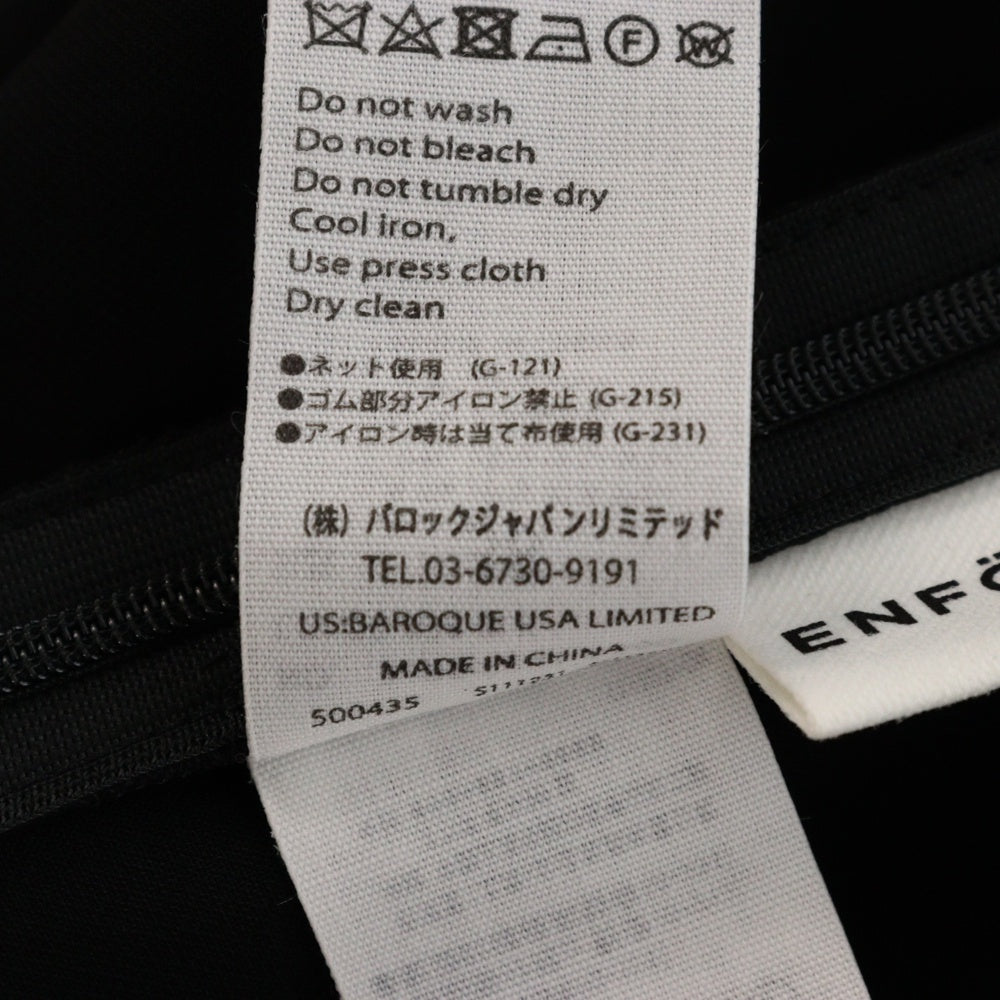 F W
Do not wash
Do not bleach
Do not tumble dry
Cool iron,
Use press cloth
Dry clean
●ネット使用 (G-121)
●ゴム部分アイロン禁止 (G-215)
●アイロン時は当て布使用 (G-231)
(株) バロックジャパンリミテッド
TEL.03-6730-9191
US:BAROQUE USA LIMITED
MADE IN CHINA
500435
ENFÖ